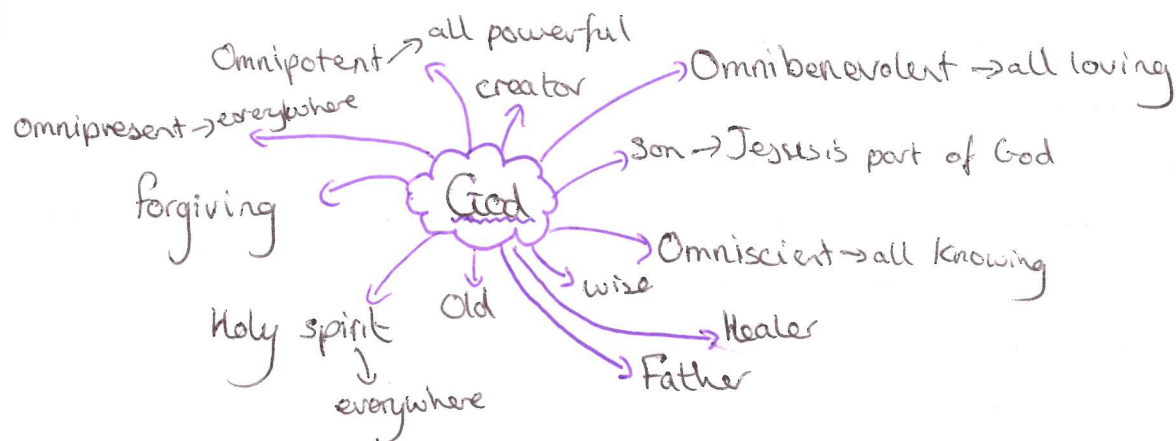 Omnipotent → all powerful
creator
Omnibenevolent → all loving
Omnipresent → everywhere
son → Jesus is part of God
forgiving
God
Omniscient → all knowing
wise
Old
Holy spirit
everywhere
Healer
Father